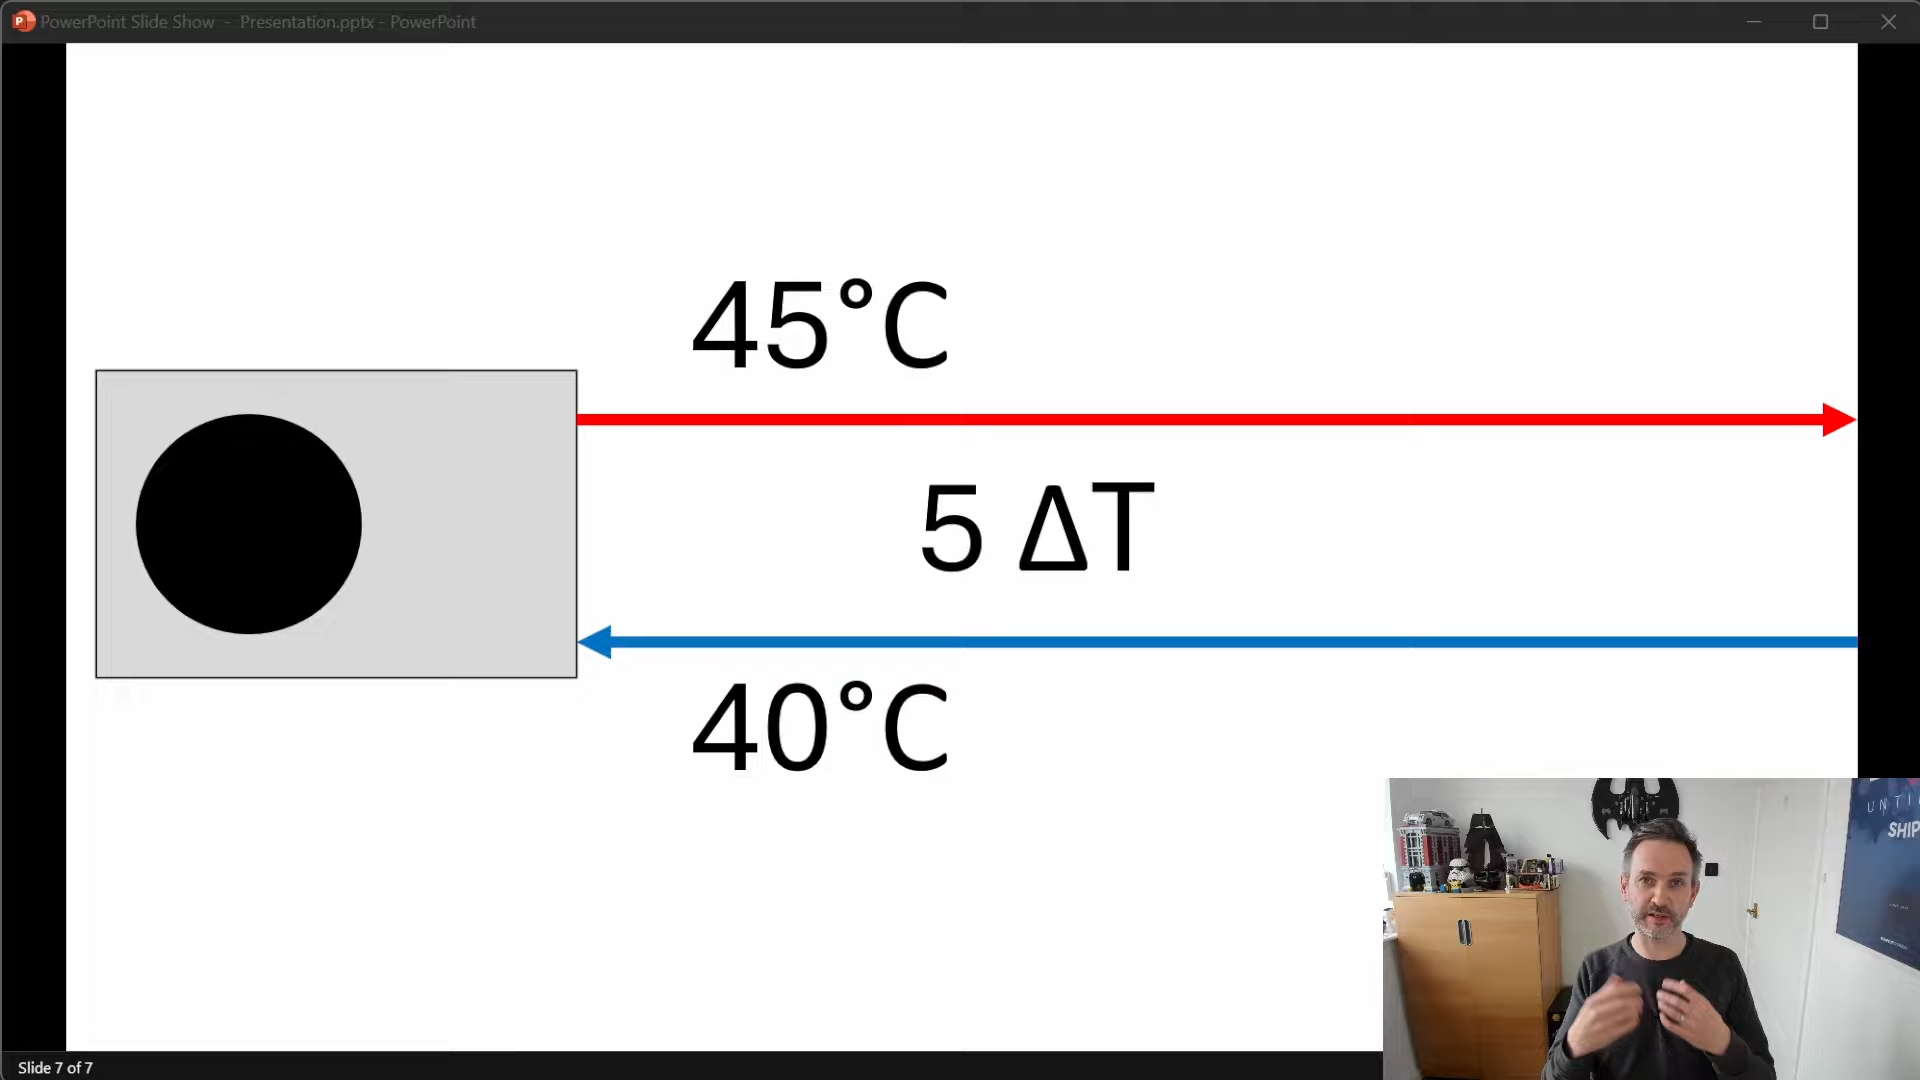 PowerPoint Slide Show - Presentation.pptx - PowerPoint
45°C
5 ΔT
40°C
SHIP
Slide 7 of 7